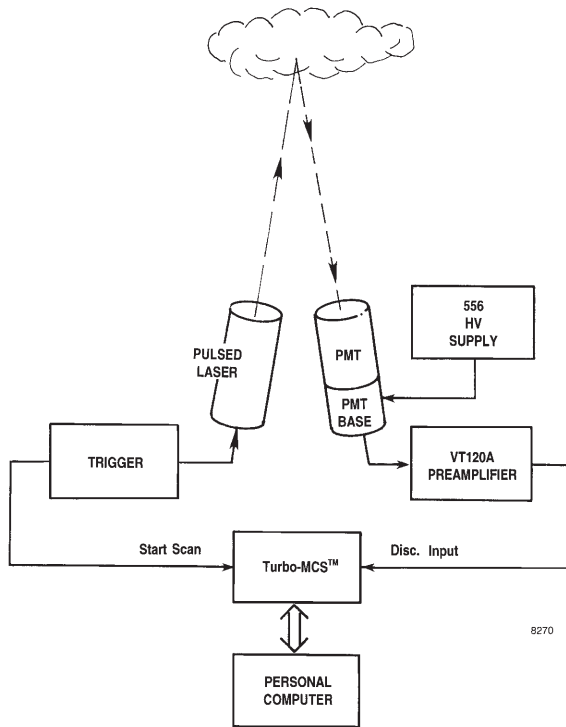 PULSED
LASER
PMT
PMT
BASE
556
HV
SUPPLY
TRIGGER
VT120A
PREAMPLIFIER
Start Scan
Turbo-MCS™
Disc. Input
8270
PERSONAL
COMPUTER